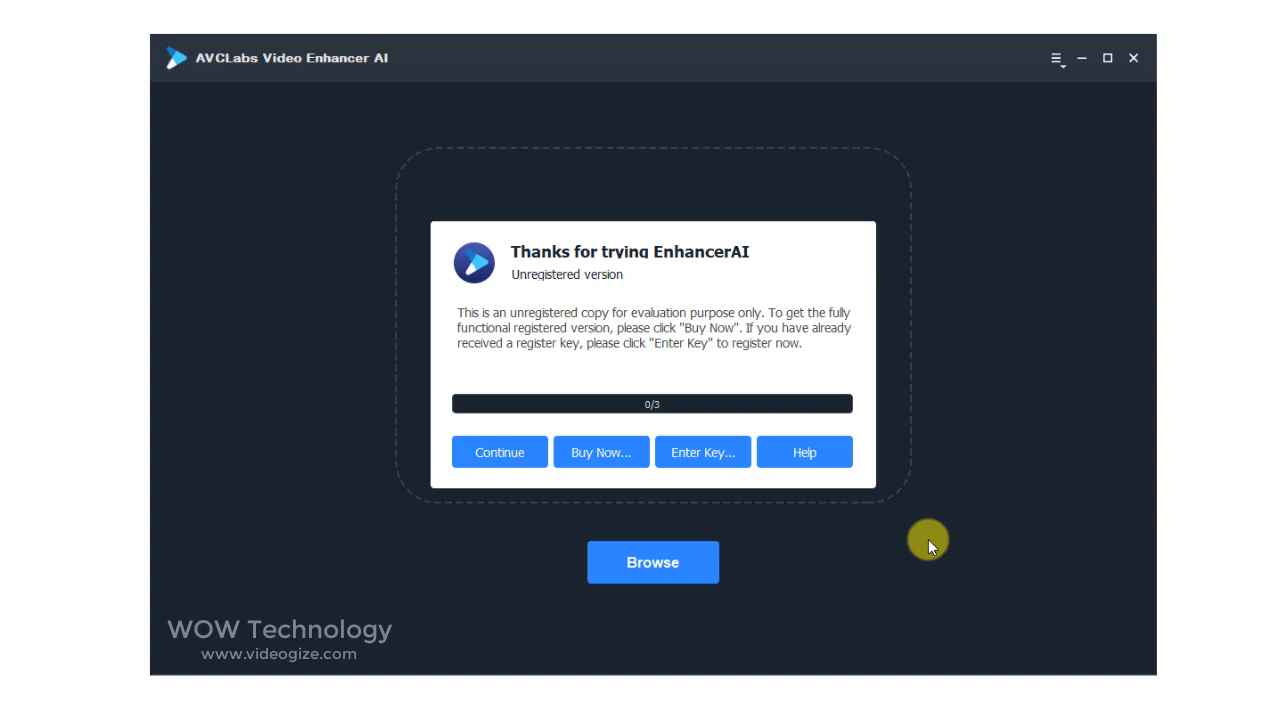 AVCLabs Video Enhancer AI
Thanks for trying EnhancerAI
Unregistered version
This is an unregistered copy for evaluation purpose only. To get the fully
functional registered version, please click "Buy Now". If you have already
received a register key, please click "Enter Key" to register now.
0/3
Continue
Buy Now...
Enter Key...
Help
Browse
WOW Technology
www.videogize.com